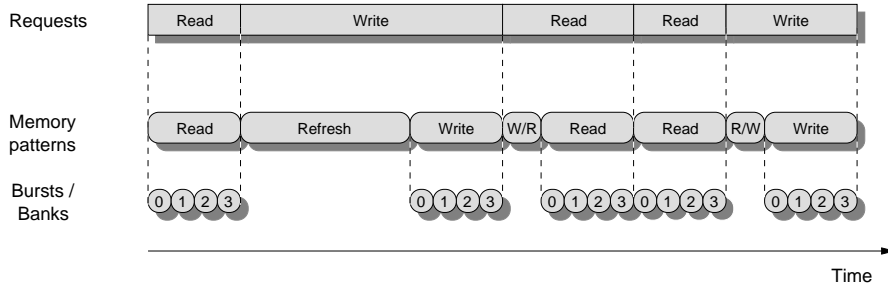 Requests Read Write Read Read Write
Memory patterns Read Refresh Write W/R Read Read R/W Write
Bursts / Banks 0 1 2 3 0 1 2 3 0 1 2 3 0 1 2 3 0 1 2 3
Time